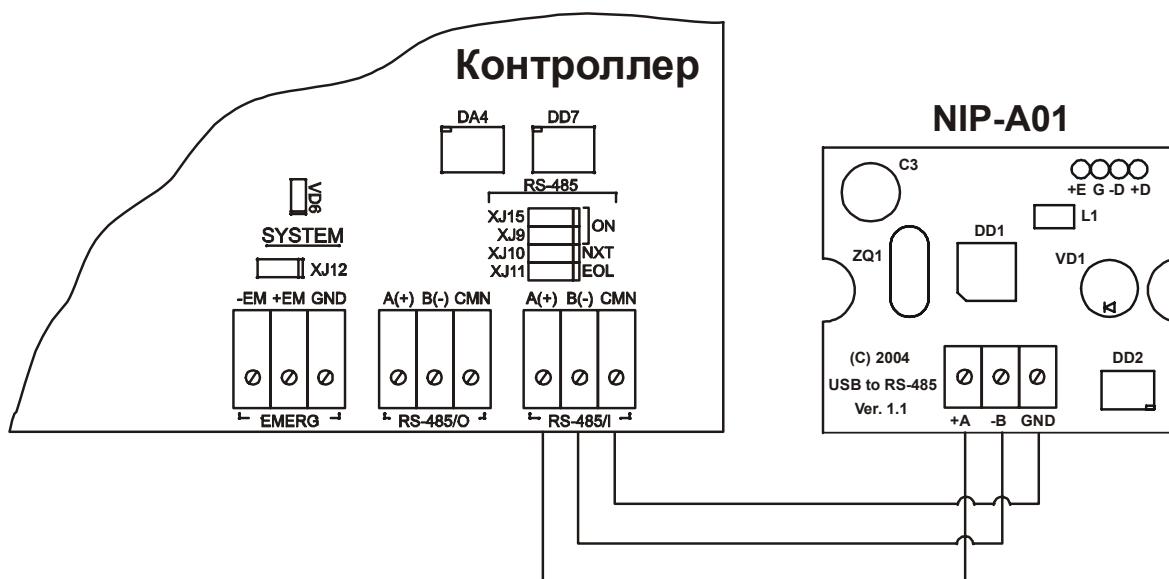 Контроллер
DA4 DD7
RS-485
VD6
SYSTEM
XJ12
XJ15
XJ9
ON
XJ10 NXT
XJ11 EOL
-EM +EM GND
A(+) B(-) CMN
A(+) B(-) CMN
EMERG
RS-485/O
RS-485/I
NIP-A01
C3
+E G -D +D
L1
ZQ1
DD1
VD1
(C) 2004
USB to RS-485
Ver. 1.1
DD2
+A -B GND